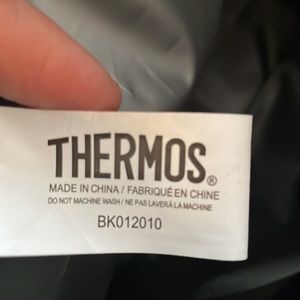 THERMOS®
MADE IN CHINA / FABRIQUÉ EN CHINE
DO NOT MACHINE WASH / NE PAS LAVER À LA MACHINE
BK012010